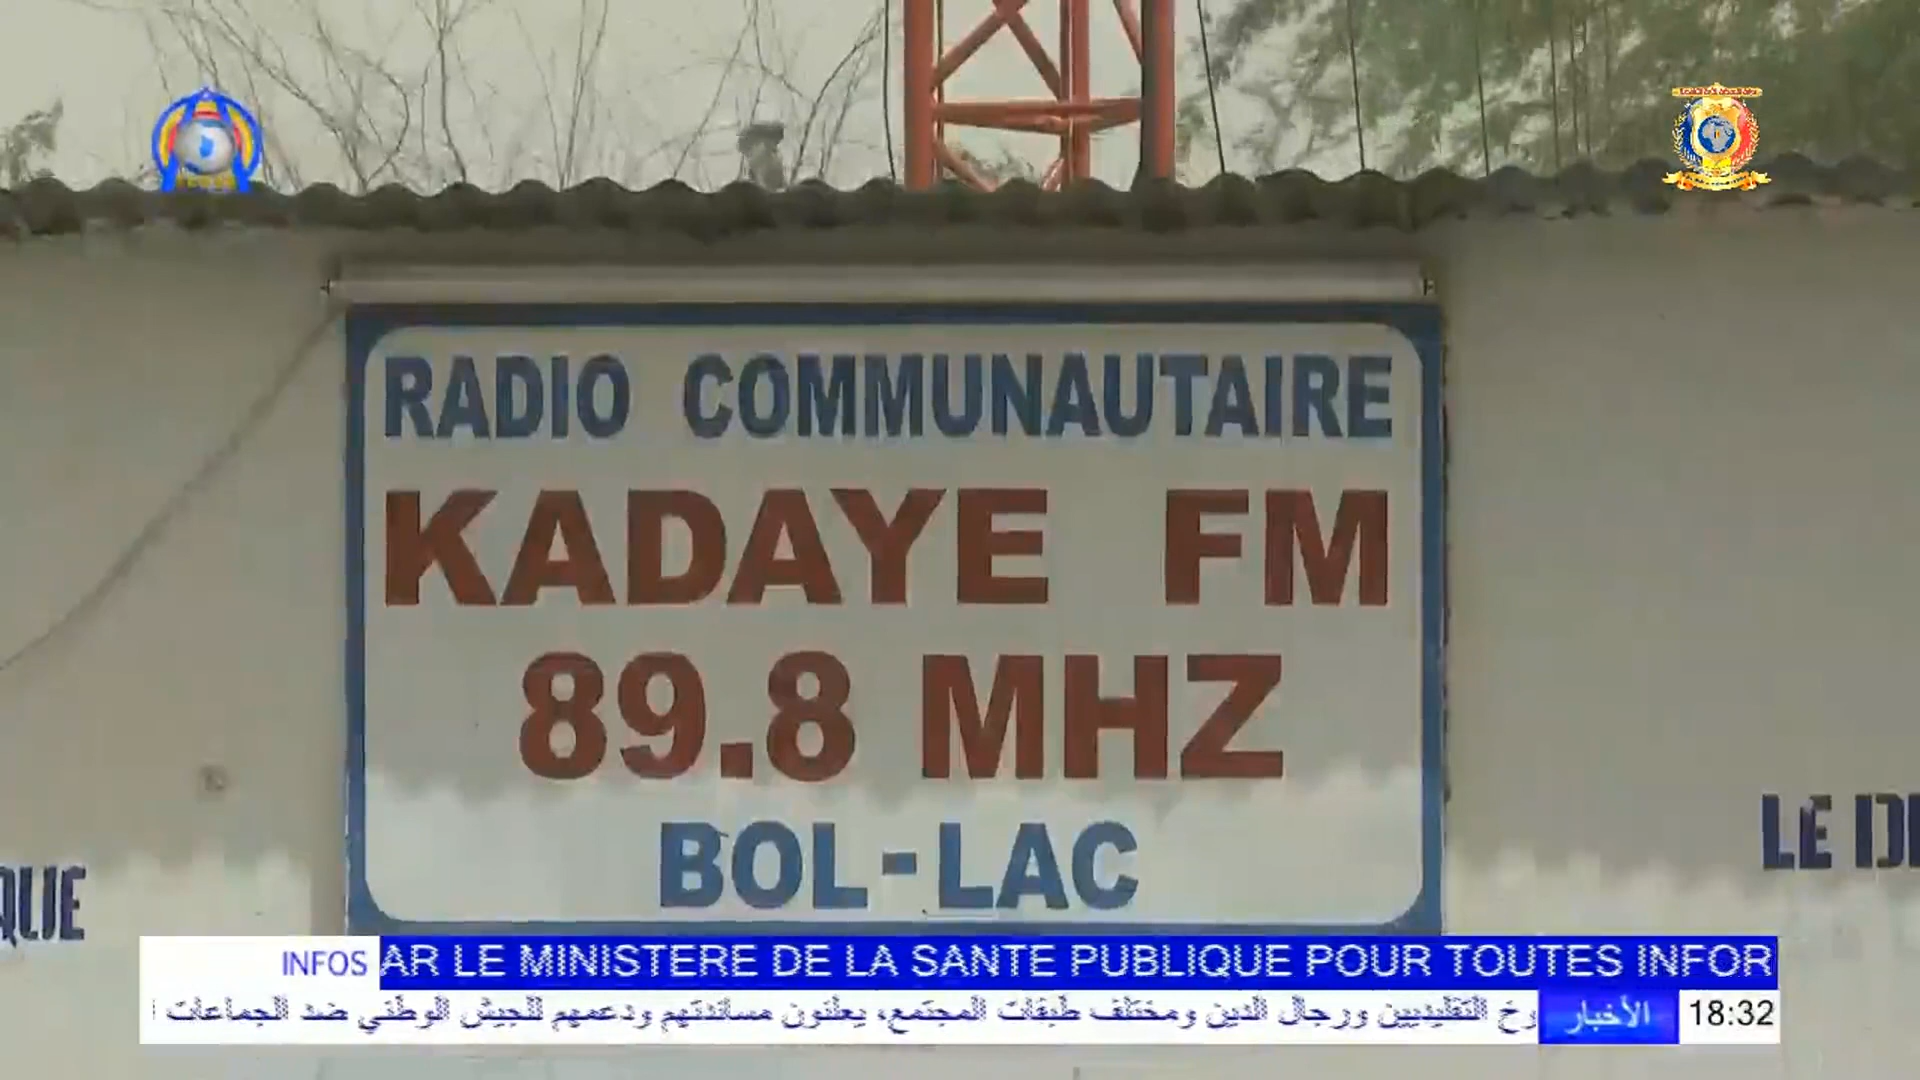 RADIO COMMUNAUTAIRE
KADAYE FM
89.8 MHZ
BOL-LAC
QUE
LE D
INFOS AR LE MINISTERE DE LA SANTE PUBLIQUE POUR TOUTES INFOR
وخ التقليديين ورجال الدين ومختلف طبقات المجتمع، يعلنون مساندتهم ودعمهم للجيش الوطني ضد الجماعات
الأخبار
18:32